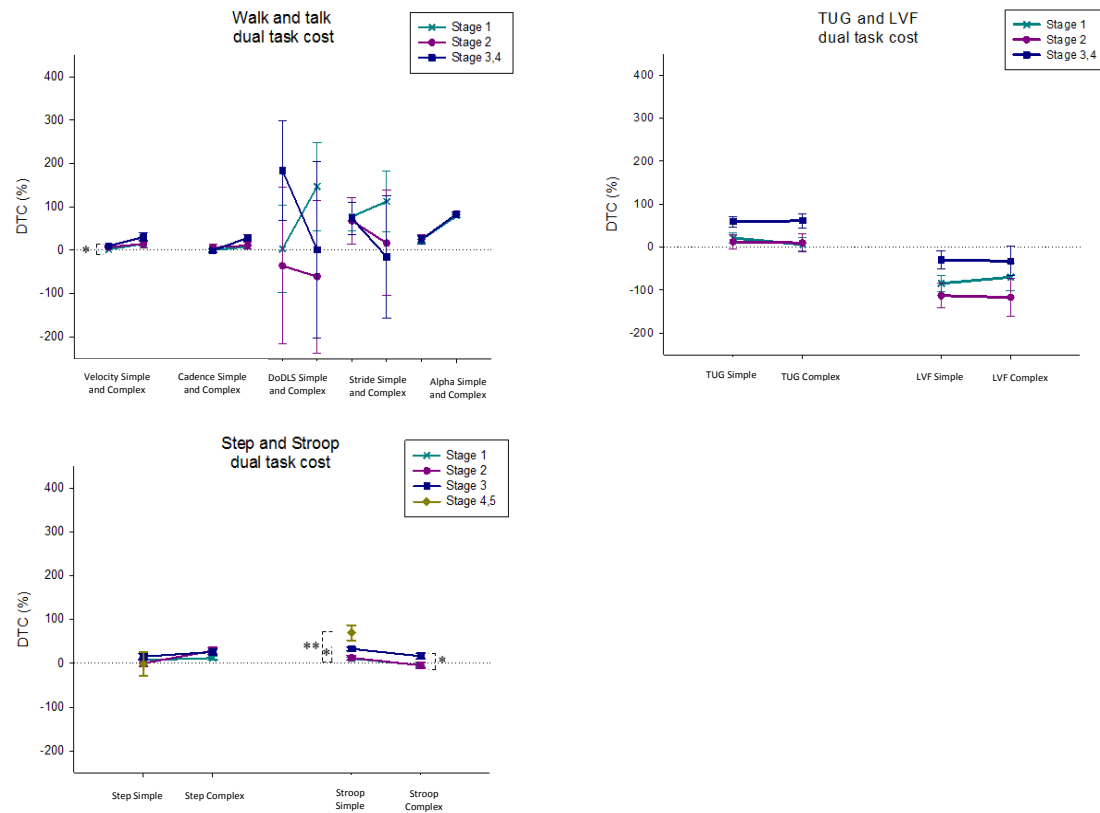 Walk and talk
dual task cost
Stage 1
Stage 2
Stage 3,4
DTC (%)
400
300
200
100
0
-100
-200
*
Velocity Simple
and Complex
Cadence Simple
and Complex
DoDLS Simple
and Complex
Stride Simple
and Complex
Alpha Simple
and Complex
TUG and LVF
dual task cost
Stage 1
Stage 2
Stage 3,4
DTC (%)
400
300
200
100
0
-100
-200
TUG Simple
TUG Complex
LVF Simple
LVF Complex
Step and Stroop
dual task cost
Stage 1
Stage 2
Stage 3
Stage 4,5
DTC (%)
400
300
200
100
0
-100
-200
**
*
*
Step Simple
Step Complex
Stroop
Simple
Stroop
Complex